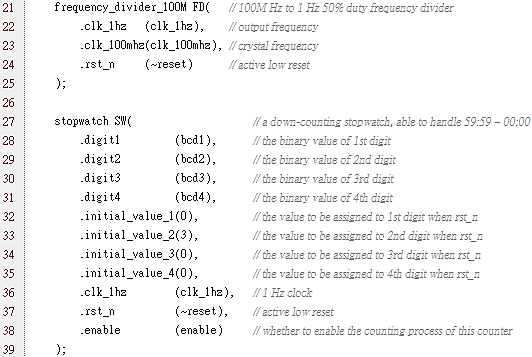 21 frequency_divider_100M FD( // 100M Hz to 1 Hz 50% duty frequency divider
22 .clk_1hz (clk_1hz), // output frequency
23 .clk_100mhz(clk_100mhz), // crystal frequency
24 .rst_n (~reset) // active low reset
25 );
26
27 stopwatch SW( // a down-counting stopwatch, able to handle 59:59 – 00:00
28 .digit1 (bcd1), // the binary value of 1st digit
29 .digit2 (bcd2), // the binary value of 2nd digit
30 .digit3 (bcd3), // the binary value of 3rd digit
31 .digit4 (bcd4), // the binary value of 4th digit
32 .initial_value_1(0), // the value to be assigned to 1st digit when rst_n
33 .initial_value_2(3), // the value to be assigned to 2nd digit when rst_n
34 .initial_value_3(0), // the value to be assigned to 3rd digit when rst_n
35 .initial_value_4(0), // the value to be assigned to 4th digit when rst_n
36 .clk_1hz (clk_1hz), // 1 Hz clock
37 .rst_n (~reset), // active low reset
38 .enable (enable) // whether to enable the counting process of this counter
39 );